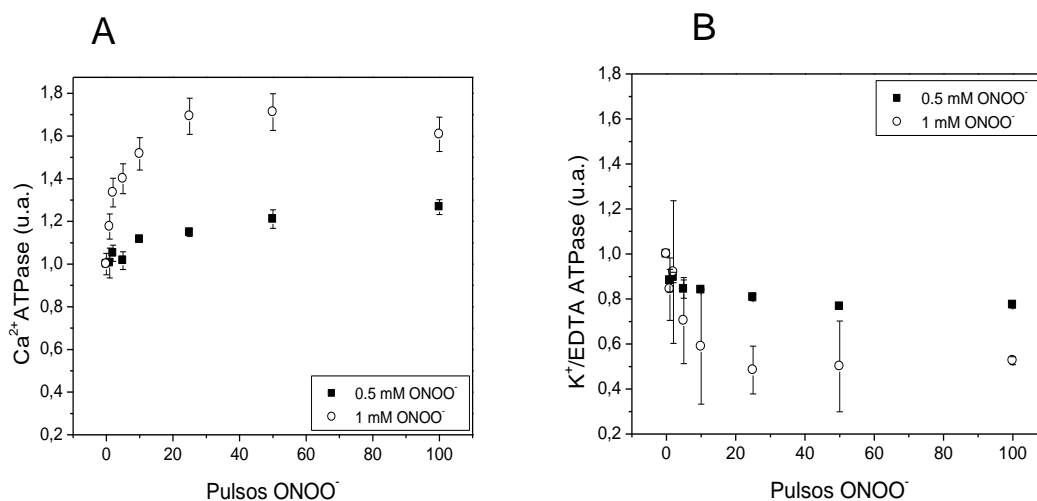 A
Ca²⁺ATPase (u.a.)
1,8
1,6
1,4
1,2
1,0
0,8
0,6
0,4
0,2
0.5 mM ONOO⁻
1 mM ONOO⁻
0 20 40 60 80 100
Pulsos ONOO⁻
B
K⁺/EDTA ATPase (u.a.)
1,8
1,6
1,4
1,2
1,0
0,8
0,6
0,4
0,2
0.5 mM ONOO⁻
1 mM ONOO⁻
0 20 40 60 80 100
Pulsos ONOO⁻